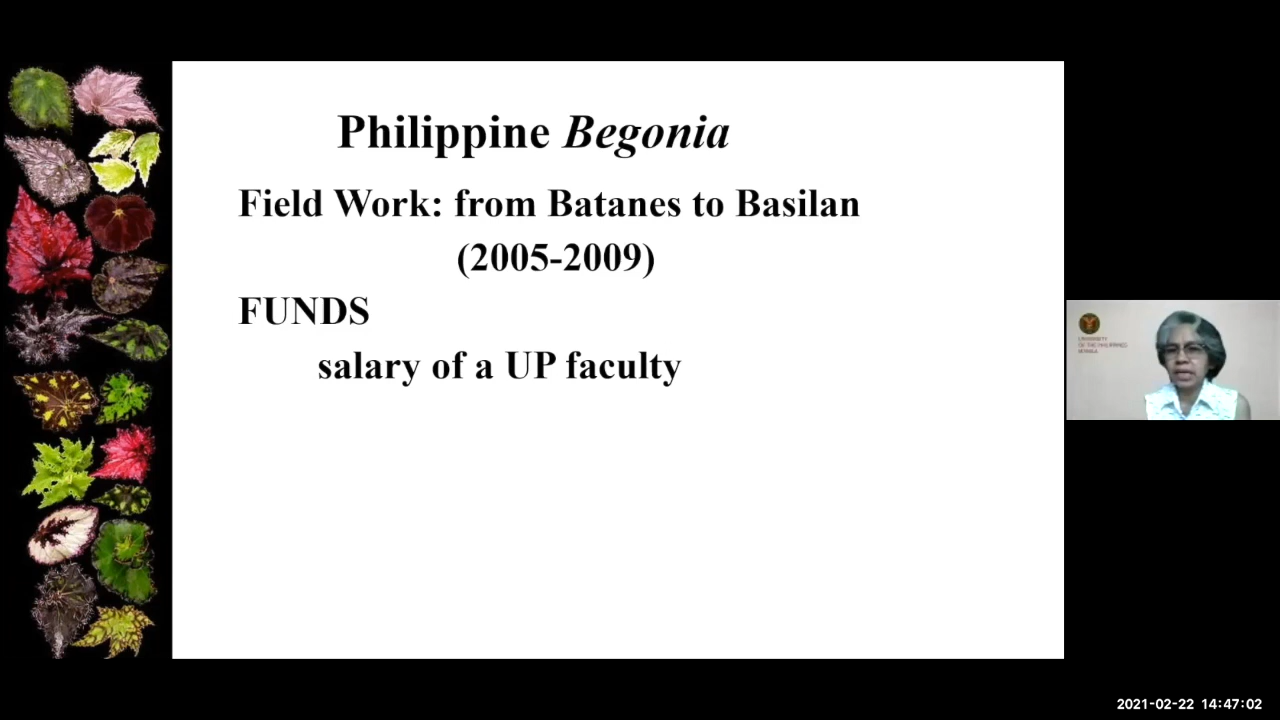 Philippine Begonia
Field Work: from Batanes to Basilan
(2005-2009)
FUNDS
salary of a UP faculty
UNIVERSITY
OF THE PHILIPPINES
MANILA
2021-02-22 14:47:02